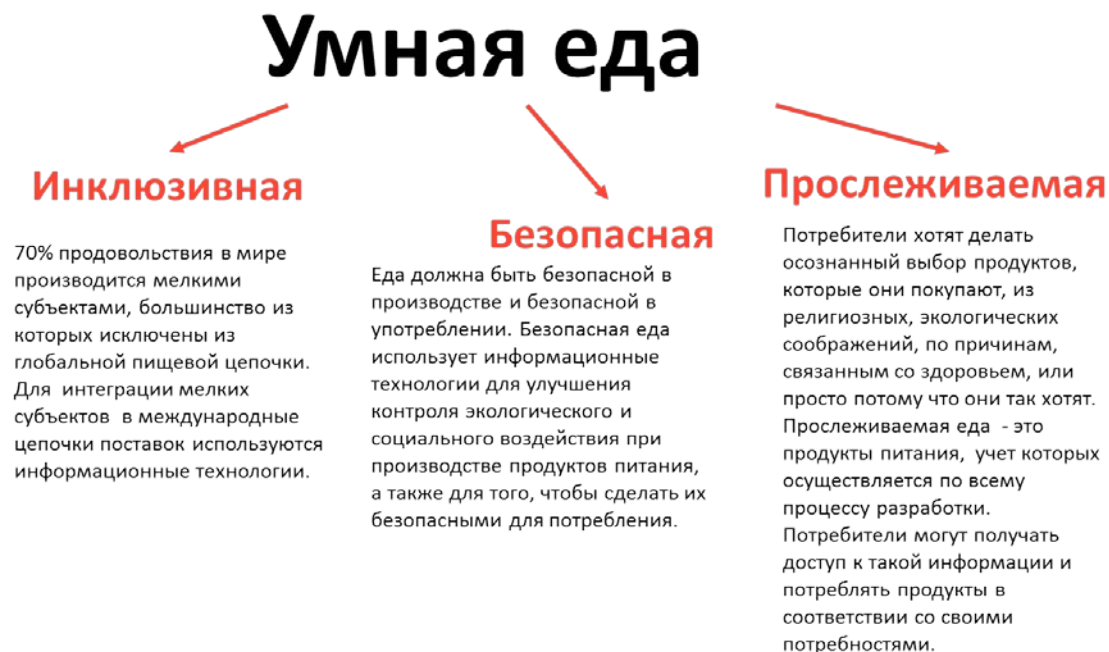 Умная еда
Инклюзивная
70% продовольствия в мире
производится мелкими
субъектами, большинство из
которых исключены из
глобальной пищевой цепочки.
Для интеграции мелких
субъектов в международные
цепочки поставок используются
информационные технологии.
Безопасная
Еда должна быть безопасной в
производстве и безопасной в
употреблении. Безопасная еда
использует информационные
технологии для улучшения
контроля экологического и
социального воздействия при
производстве продуктов питания,
а также для того, чтобы сделать их
безопасными для потребления.
Прослеживаемая
Потребители хотят делать
осознанный выбор продуктов,
которые они покупают, из
религиозных, экологических
соображений, по причинам,
связанным со здоровьем, или
просто потому что они так хотят.
Прослеживаемая еда - это
продукты питания, учет которых
осуществляется по всему
процессу разработки.
Потребители могут получать
доступ к такой информации и
потреблять продукты в
соответствии со своими
потребностями.